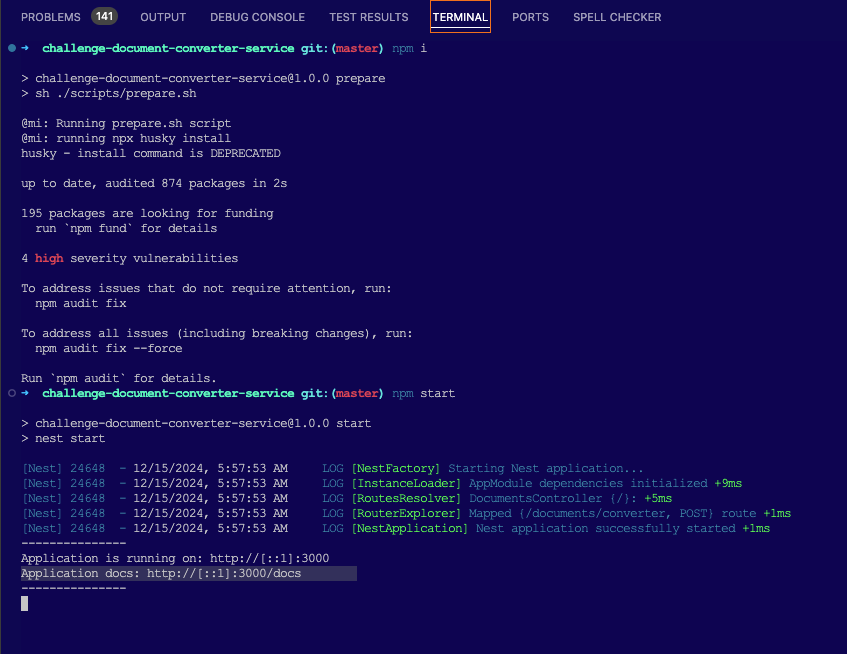 PROBLEMS 141 OUTPUT DEBUG CONSOLE TEST RESULTS TERMINAL PORTS SPELL CHECKER
➜ challenge-document-converter-service git:(master) npm i
> challenge-document-converter-service@1.0.0 prepare
> sh ./scripts/prepare.sh
@mi: Running prepare.sh script
@mi: running npx husky install
husky - install command is DEPRECATED
up to date, audited 874 packages in 2s
195 packages are looking for funding
  run `npm fund` for details
4 high severity vulnerabilities
To address issues that do not require attention, run:
  npm audit fix
To address all issues (including breaking changes), run:
  npm audit fix --force
Run `npm audit` for details.
➜ challenge-document-converter-service git:(master) npm start
> challenge-document-converter-service@1.0.0 start
> nest start
[Nest] 24648  - 12/15/2024, 5:57:53 AM     LOG [NestFactory] Starting Nest application...
[Nest] 24648  - 12/15/2024, 5:57:53 AM     LOG [InstanceLoader] AppModule dependencies initialized +9ms
[Nest] 24648  - 12/15/2024, 5:57:53 AM     LOG [RoutesResolver] DocumentsController {/}: +5ms
[Nest] 24648  - 12/15/2024, 5:57:53 AM     LOG [RouterExplorer] Mapped {/documents/converter, POST} route +1ms
[Nest] 24648  - 12/15/2024, 5:57:53 AM     LOG [NestApplication] Nest application successfully started +1ms
---------------
Application is running on: http://[::1]:3000
Application docs: http://[::1]:3000/docs
---------------